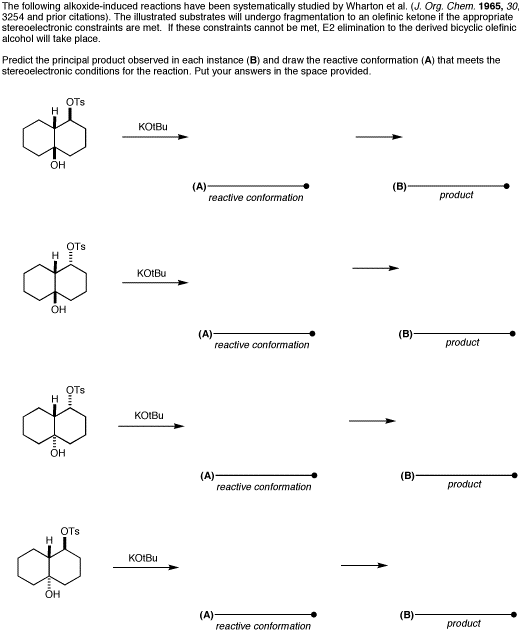 The following alkoxide-induced reactions have been systematically studied by Wharton et al. (J. Org. Chem. 1965, 30,
3254 and prior citations). The illustrated substrates will undergo fragmentation to an olefinic ketone if the appropriate
stereoelectronic constraints are met. If these constraints cannot be met, E2 elimination to the derived bicyclic olefinic
alcohol will take place.
Predict the principal product observed in each instance (B) and draw the reactive conformation (A) that meets the
stereoelectronic conditions for the reaction. Put your answers in the space provided.
OTs
H
KOtBu
OH
(A)
(B)
reactive conformation
product
OTs
H
KOtBu
OH
(A)
(B)
reactive conformation
product
OTs
H
KOtBu
OH
(A)
(B)
reactive conformation
product
OTs
H
KOtBu
OH
(A)
(B)
reactive conformation
product